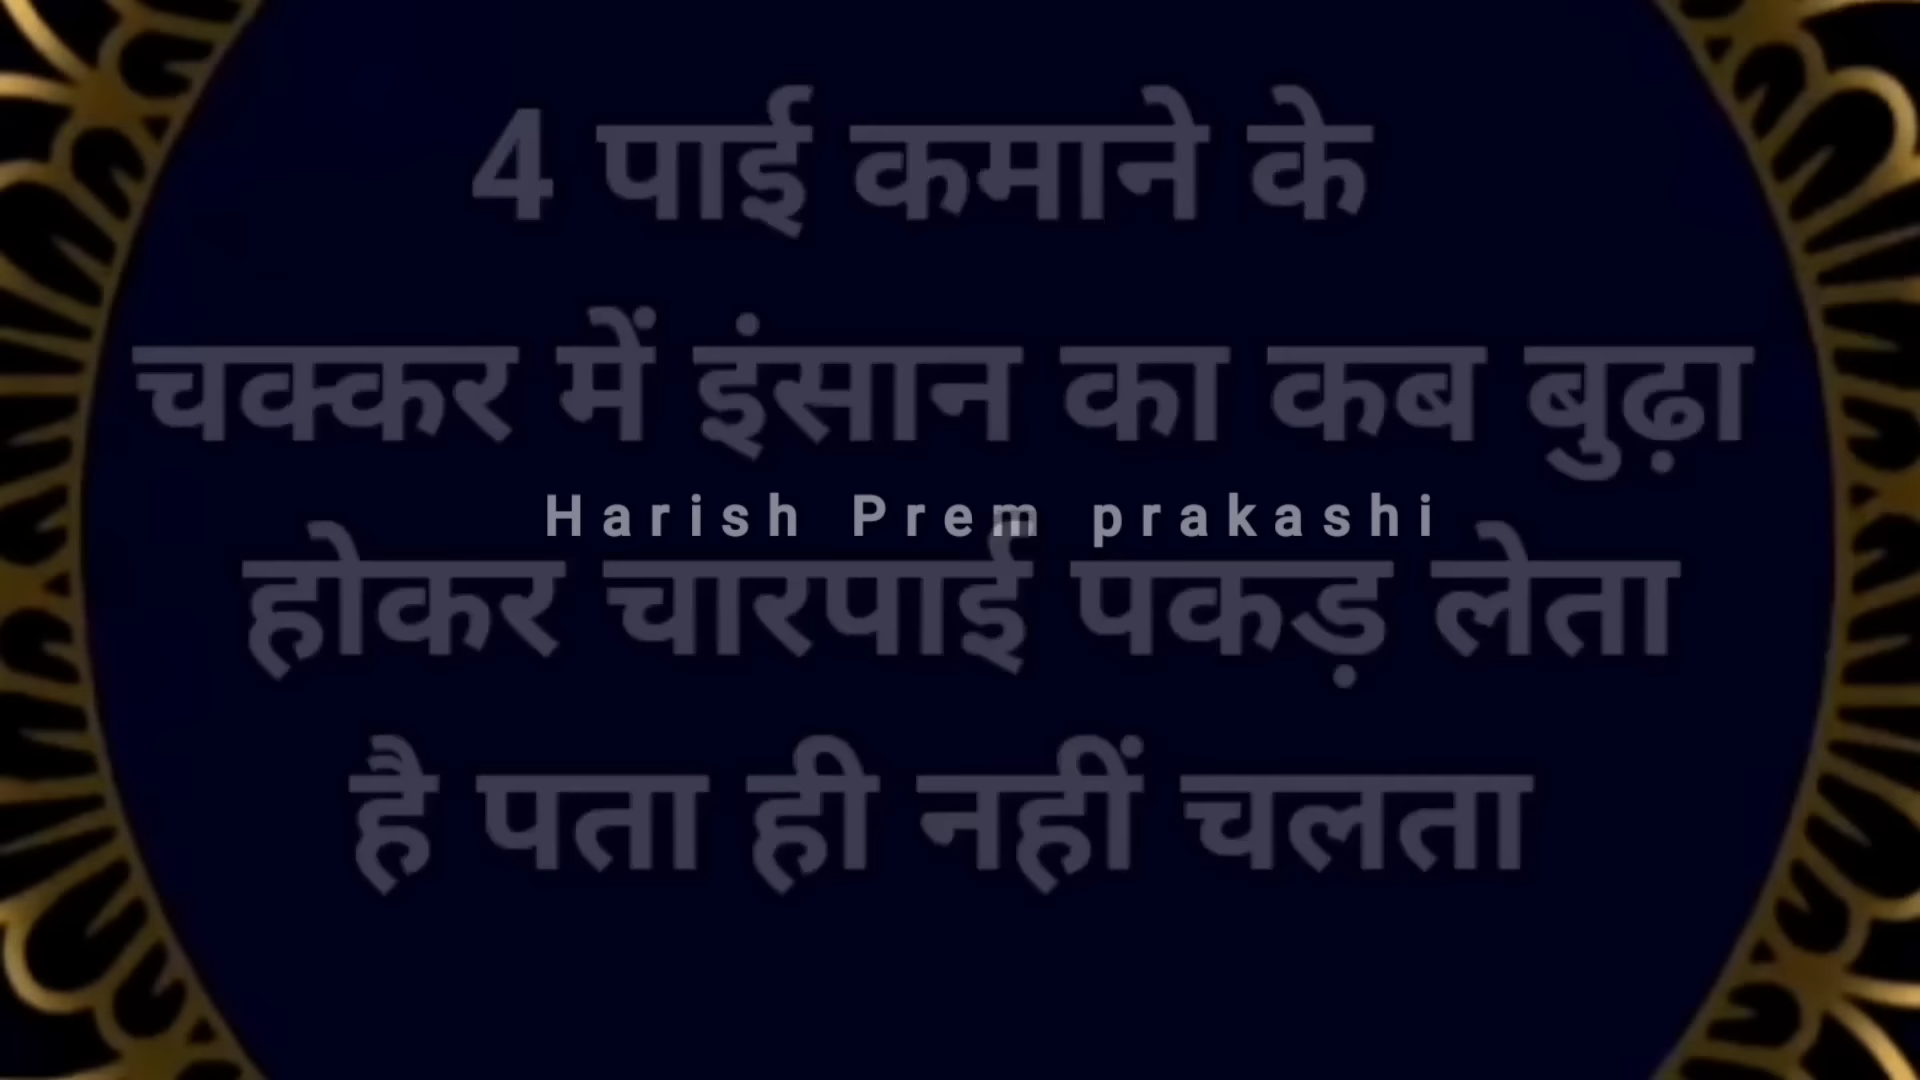 4 पाई कमाने के
चक्कर में इंसान का कब बुढ़ा
Harish Prem prakashi
होकर चारपाई पकड़ लेता
है पता ही नहीं चलता